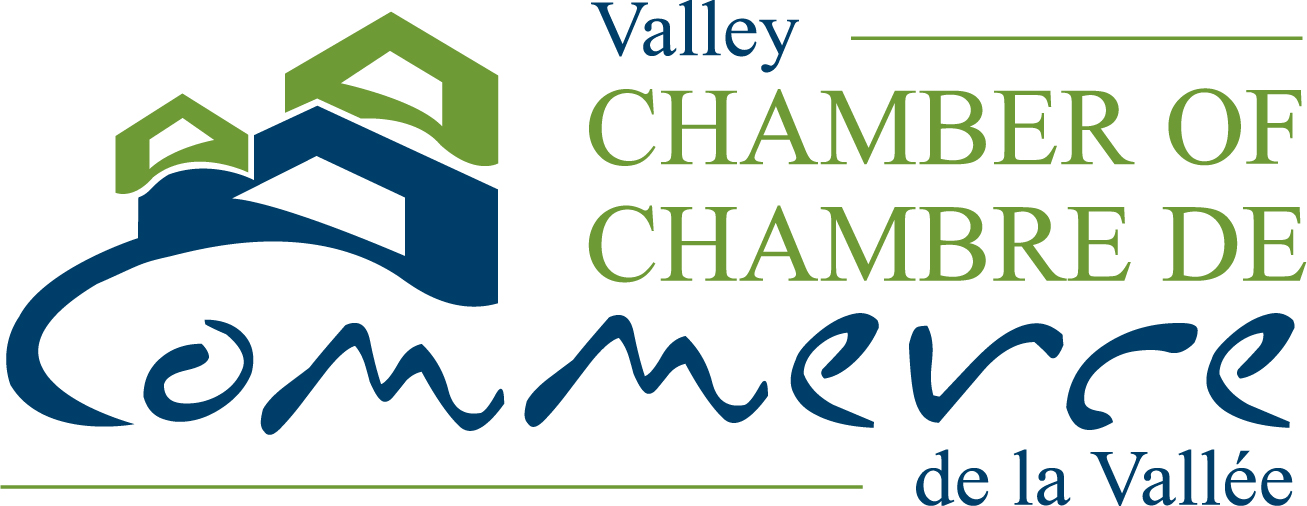 Valley
CHAMBER OF
CHAMBRE DE
Commerce
de la Vallée